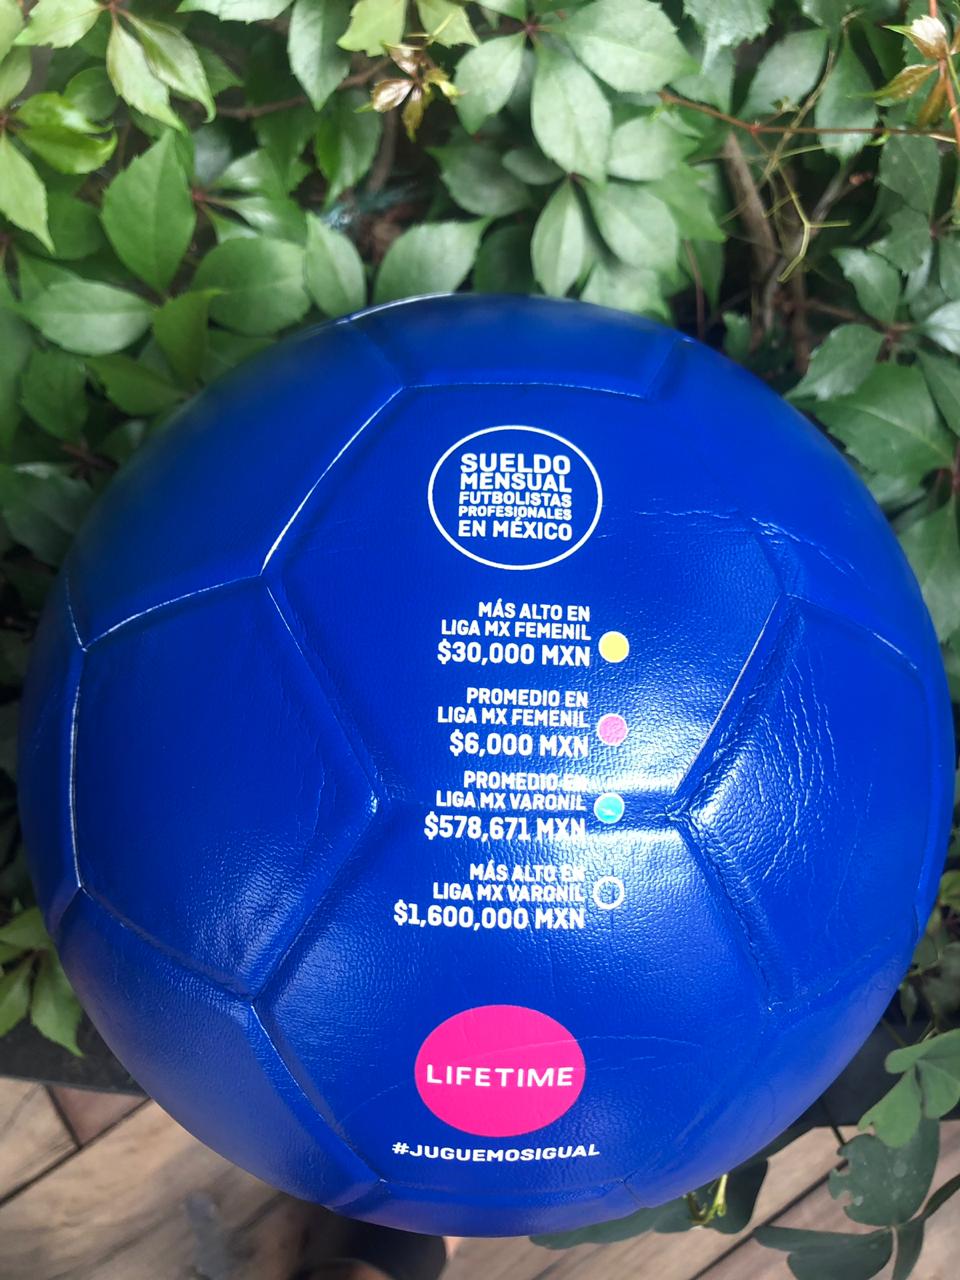 SUELDO
MENSUAL
FUTBOLISTAS
PROFESIONALES
EN MÉXICO
MÁS ALTO EN
LIGA MX FEMENIL
$30,000 MXN
PROMEDIO EN
LIGA MX FEMENIL
$6,000 MXN
PROMEDIO EN
LIGA MX VARONIL
$578,671 MXN
MÁS ALTO EN
LIGA MX VARONIL
$1,600,000 MXN
LIFETIME
#JUGUEMOSIGUAL